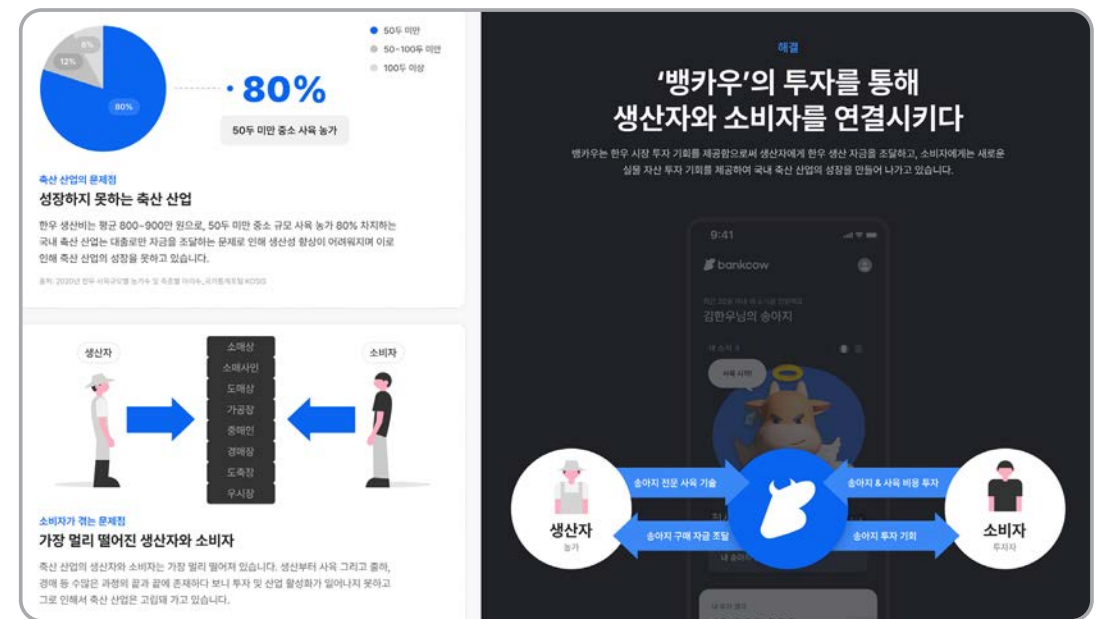 8%
12%
80%
50두 미만
50-100두 미만
100두 이상
· 80%
50두 미만 중소 사육 농가
축산 산업의 문제점
성장하지 못하는 축산 산업
한우 생산비는 평균 800~900만 원으로, 50두 미만 중소 규모 사육 농가 80% 차지하는
국내 축산 산업는 대출로만 자금을 조달하는 문제로 인해 생산성 향상이 어려워지며 이로
인해 축산 산업의 성장을 못하고 있습니다.
생산자
소비자
소매상
소매사인
도매상
가공장
중매인
경매장
도축장
우시장
소비자가 겪는 문제점
가장 멀리 떨어진 생산자와 소비자
축산 산업의 생산자와 소비자는 가장 멀리 떨어져 있습니다. 생산부터 사육 그리고 출하,
경매 등 수많은 과정의 끝과 끝에 존재하다 보니 투자 및 산업 활성화가 일어나지 못하고
그로 인해서 축산 산업은 고립돼 가고 있습니다.
해결
‘뱅카우’의 투자를 통해
생산자와 소비자를 연결시키다
뱅카우는 한우 시장 투자 기회를 제공함으로써 생산자에게 한우 생산 자금을 조달하고, 소비자에게는 새로운
실물 자산 투자 기회를 제공하여 국내 축산 산업의 성장을 만들어 나가고 있습니다.
9:41
bankcow
김한우님의 송아지
내 소식 4
사육 시작!
송아지 전문 사육 기술
송아지 & 사육 비용 투자
송아지 구매 자금 조달
송아지 투자 기회
생산자
농가
소비자
투자자